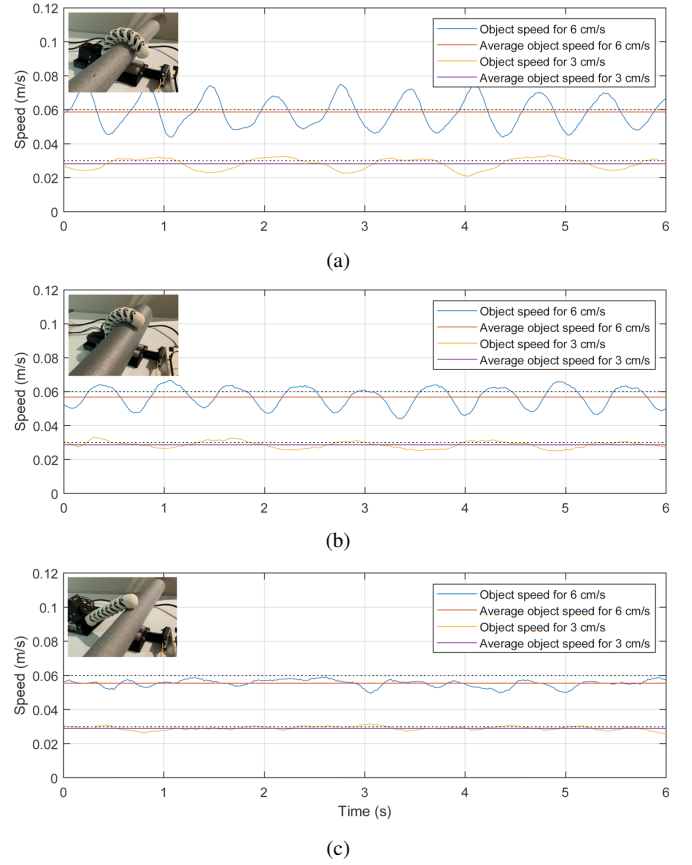 0.12
0.1
0.08
0.06
0.04
0.02
0
Speed (m/s)
Object speed for 6 cm/s
Average object speed for 6 cm/s
Object speed for 3 cm/s
Average object speed for 3 cm/s
0 1 2 3 4 5 6
(a)
0.12
0.1
0.08
0.06
0.04
0.02
0
Speed (m/s)
Object speed for 6 cm/s
Average object speed for 6 cm/s
Object speed for 3 cm/s
Average object speed for 3 cm/s
0 1 2 3 4 5 6
(b)
0.12
0.1
0.08
0.06
0.04
0.02
0
Speed (m/s)
Object speed for 6 cm/s
Average object speed for 6 cm/s
Object speed for 3 cm/s
Average object speed for 3 cm/s
0 1 2 3 4 5 6
Time (s)
(c)